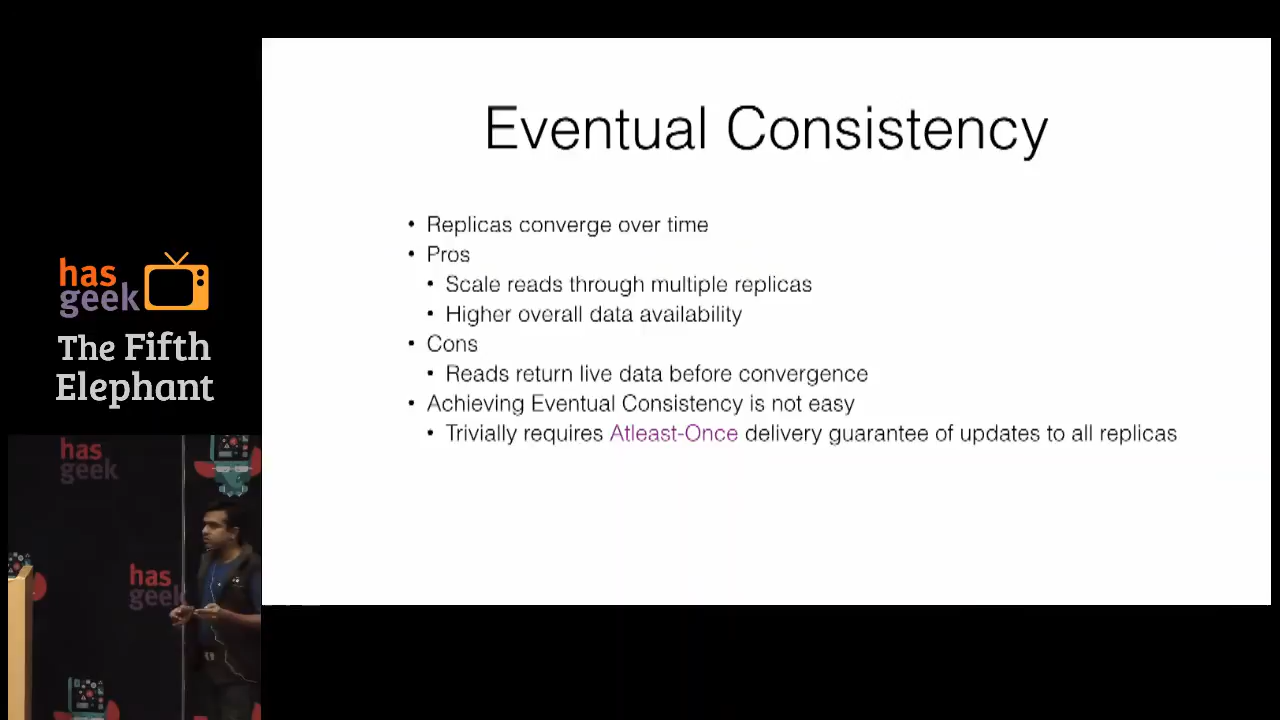 Eventual Consistency
• Replicas converge over time
• Pros
• Scale reads through multiple replicas
• Higher overall data availability
• Cons
• Reads return live data before convergence
• Achieving Eventual Consistency is not easy
• Trivially requires Atleast-Once delivery guarantee of updates to all replicas
has
geek
The Fifth
Elephant
has
geek
has
geek